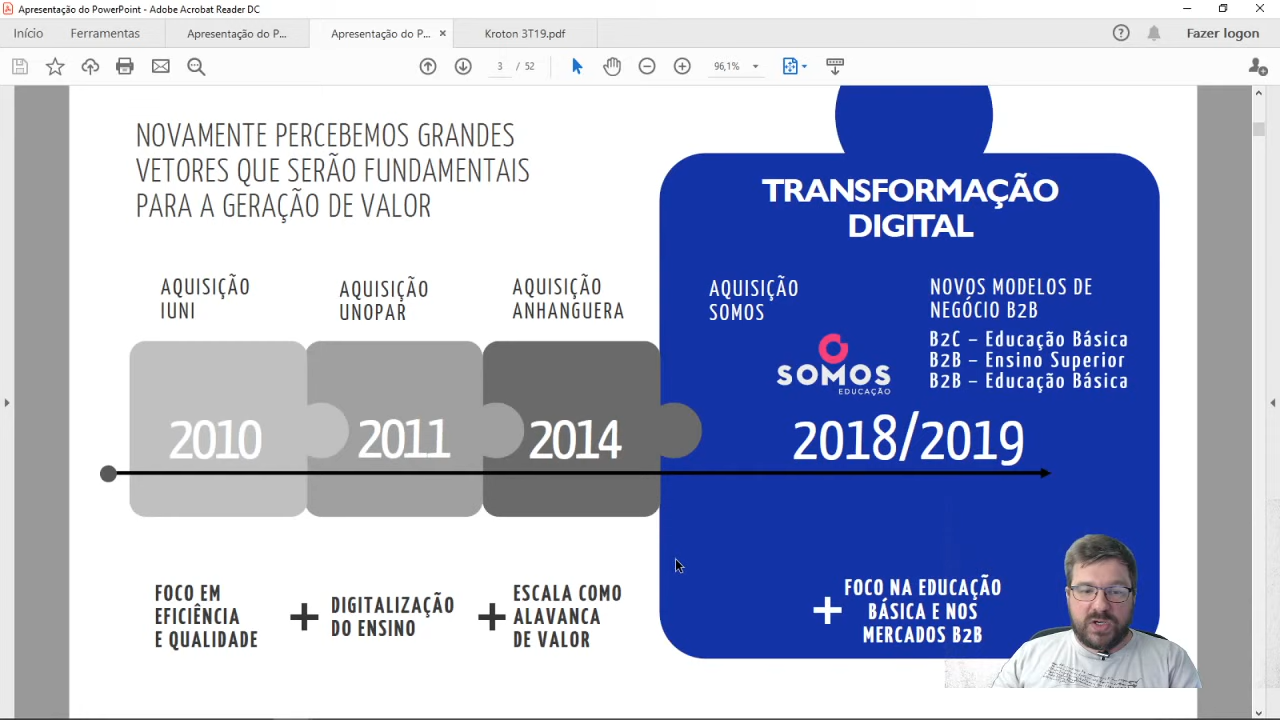 Apresentação do PowerPoint - Adobe Acrobat Reader DC
Início
Ferramentas
Apresentação do P...
Apresentação do P...
Kroton 3T19.pdf
Fazer logon
3 / 52
96,1%
NOVAMENTE PERCEBEMOS GRANDES
VETORES QUE SERÃO FUNDAMENTAIS
PARA A GERAÇÃO DE VALOR
TRANSFORMAÇÃO
DIGITAL
AQUISIÇÃO
IUNI
AQUISIÇÃO
UNOPAR
AQUISIÇÃO
ANHANGUERA
AQUISIÇÃO
SOMOS
NOVOS MODELOS DE
NEGÓCIO B2B
B2C – Educação Básica
B2B – Ensino Superior
B2B – Educação Básica
SOMOS
EDUCAÇÃO
2010
2011
2014
2018/2019
FOCO EM
EFICIÊNCIA
E QUALIDADE
+
DIGITALIZAÇÃO
DO ENSINO
+
ESCALA COMO
ALAVANCA
DE VALOR
+
FOCO NA EDUCAÇÃO
BÁSICA E NOS
MERCADOS B2B